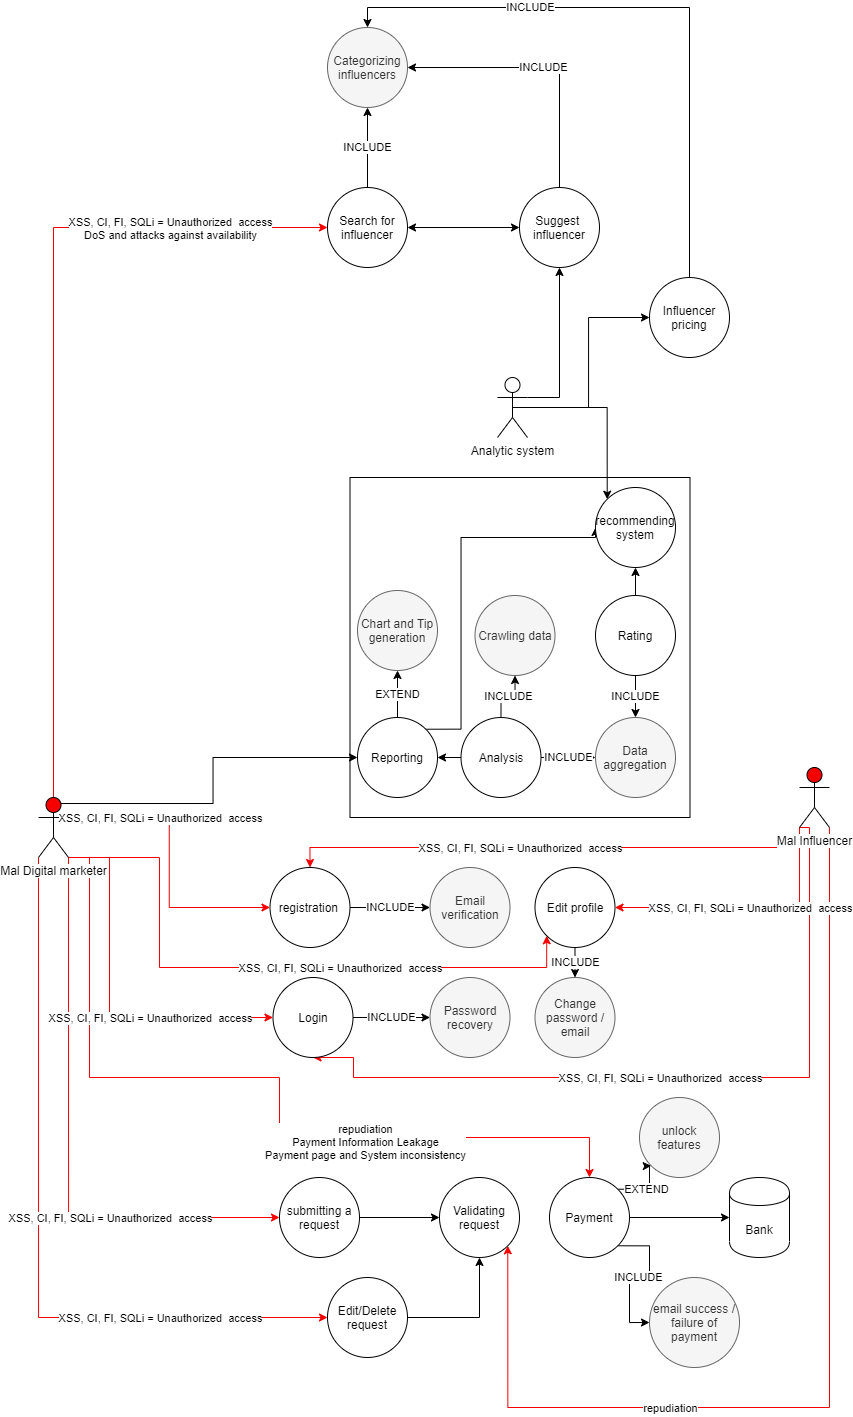 INCLUDE
Categorizing
influencers
INCLUDE
INCLUDE
XSS, CI, FI, SQLi = Unauthorized  access
DoS and attacks against availability
Search for
influencer
Suggest
influencer
Influencer
pricing
Analytic system
recommending
system
Chart and Tip
generation
Crawling data
Rating
EXTEND
INCLUDE
INCLUDE
Reporting
Analysis
INCLUDE
Data
aggregation
XSS, CI, FI, SQLi = Unauthorized  access
Mal Digital marketer
Mal Influencer
XSS, CI, FI, SQLi = Unauthorized  access
registration
INCLUDE
Email
verification
Edit profile
XSS, CI, FI, SQLi = Unauthorized  access
XSS, CI, FI, SQLi = Unauthorized  access
INCLUDE
XSS, CI, FI, SQLi = Unauthorized  access
Login
INCLUDE
Password
recovery
Change
password /
email
XSS, CI, FI, SQLi = Unauthorized  access
repudiation
Payment Information Leakage
Payment page and System inconsistency
unlock
features
EXTEND
XSS, CI, FI, SQLi = Unauthorized  access
submitting a
request
Validating
request
Payment
Bank
INCLUDE
XSS, CI, FI, SQLi = Unauthorized  access
Edit/Delete
request
email success /
failure of
payment
repudiation